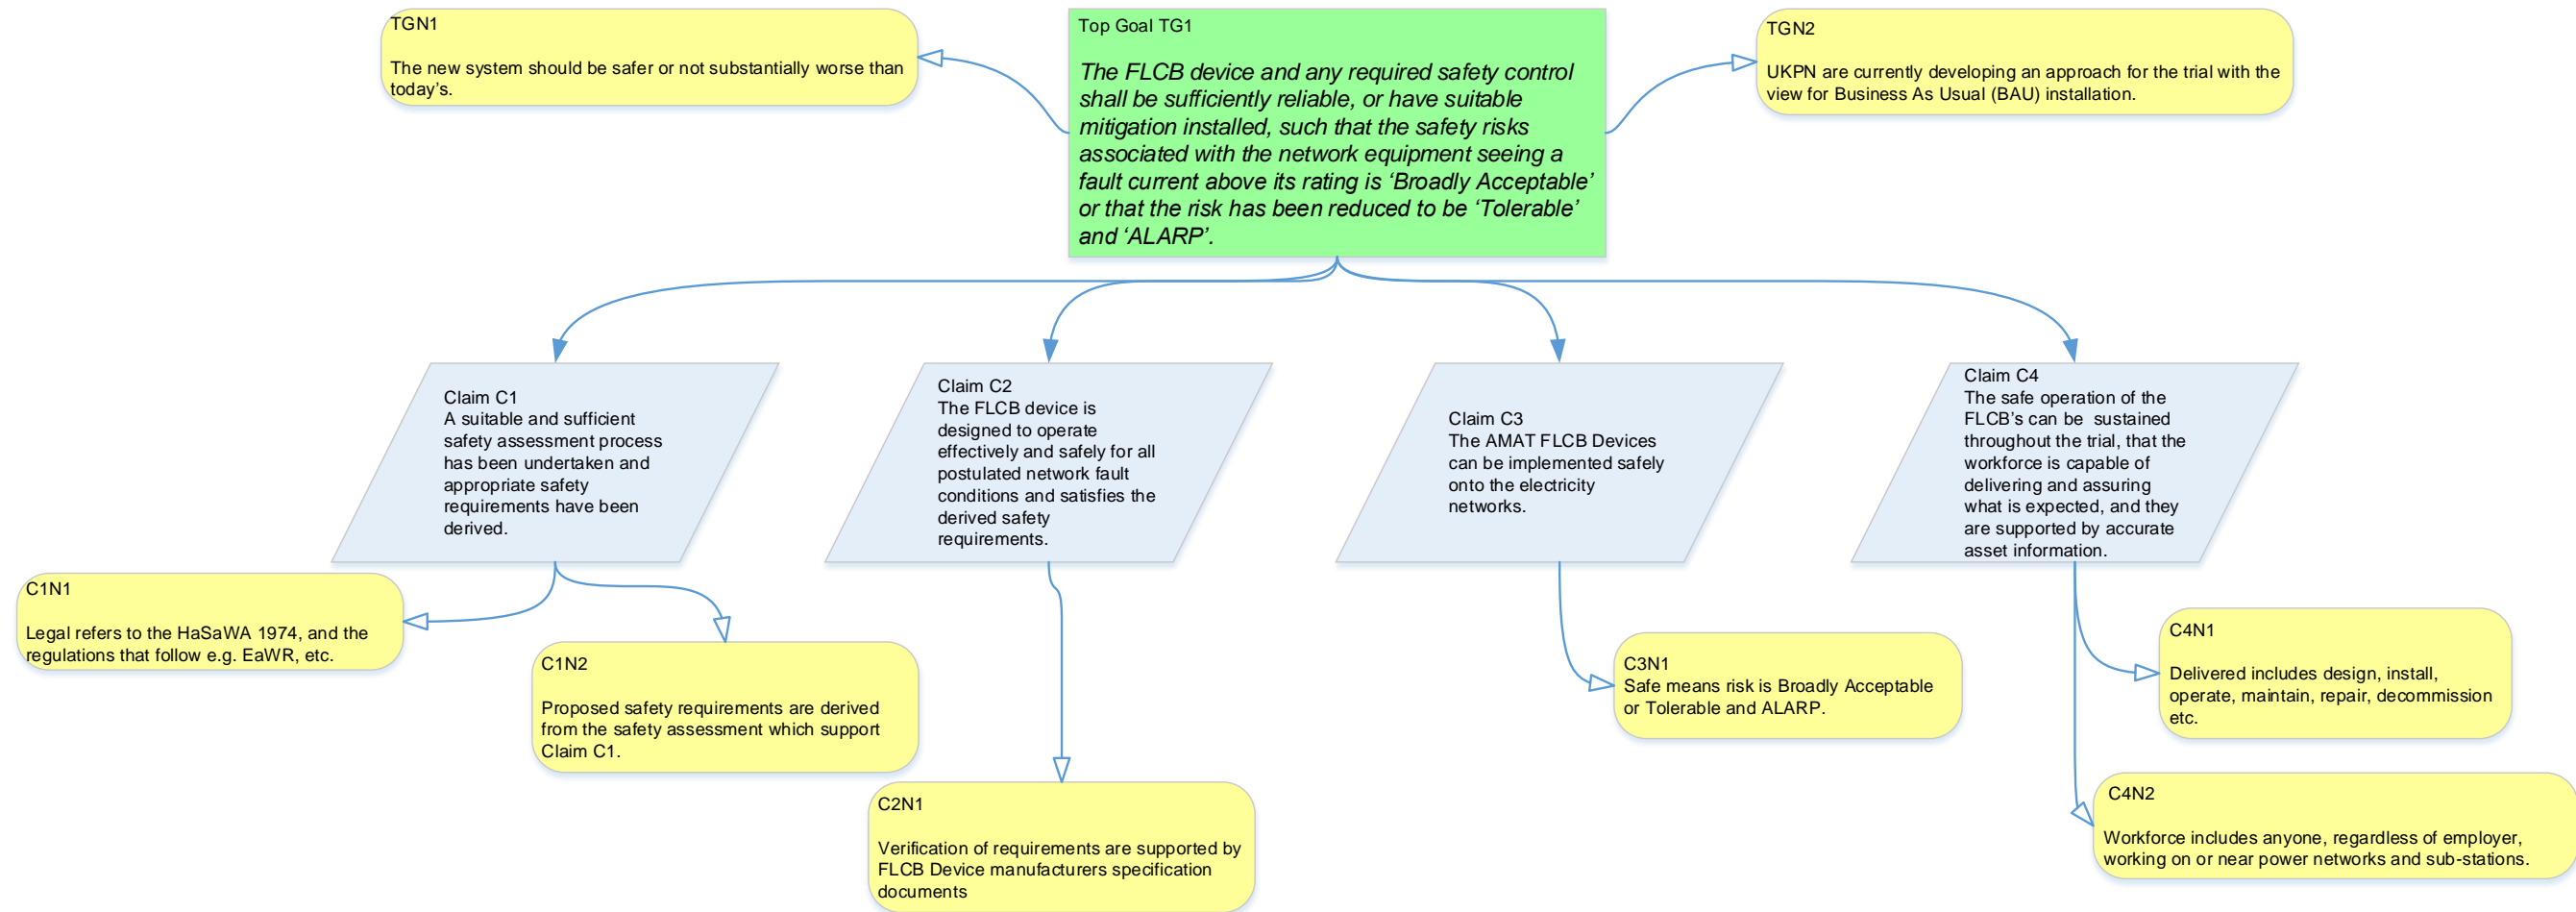 TGN1
The new system should be safer or not substantially worse than
today's.
Top Goal TG1
The FLCB device and any required safety control
shall be sufficiently reliable, or have suitable
mitigation installed, such that the safety risks
associated with the network equipment seeing a
fault current above its rating is ‘Broadly Acceptable’
or that the risk has been reduced to be ‘Tolerable’
and ‘ALARP’.
TGN2
UKPN are currently developing an approach for the trial with the
view for Business As Usual (BAU) installation.
Claim C1
A suitable and sufficient
safety assessment process
has been undertaken and
appropriate safety
requirements have been
derived.
Claim C2
The FLCB device is
designed to operate
effectively and safely for all
postulated network fault
conditions and satisfies the
derived safety
requirements.
Claim C3
The AMAT FLCB Devices
can be implemented safely
onto the electricity
networks.
Claim C4
The safe operation of the
FLCB's can be sustained
throughout the trial, that the
workforce is capable of
delivering and assuring
what is expected, and they
are supported by accurate
asset information.
C1N1
Legal refers to the HaSaWA 1974, and the
regulations that follow e.g. EaWR, etc.
C1N2
Proposed safety requirements are derived
from the safety assessment which support
Claim C1.
C2N1
Verification of requirements are supported by
FLCB Device manufacturers specification
documents
C3N1
Safe means risk is Broadly Acceptable
or Tolerable and ALARP.
C4N1
Delivered includes design, install,
operate, maintain, repair, decommission
etc.
C4N2
Workforce includes anyone, regardless of employer,
working on or near power networks and sub-stations.